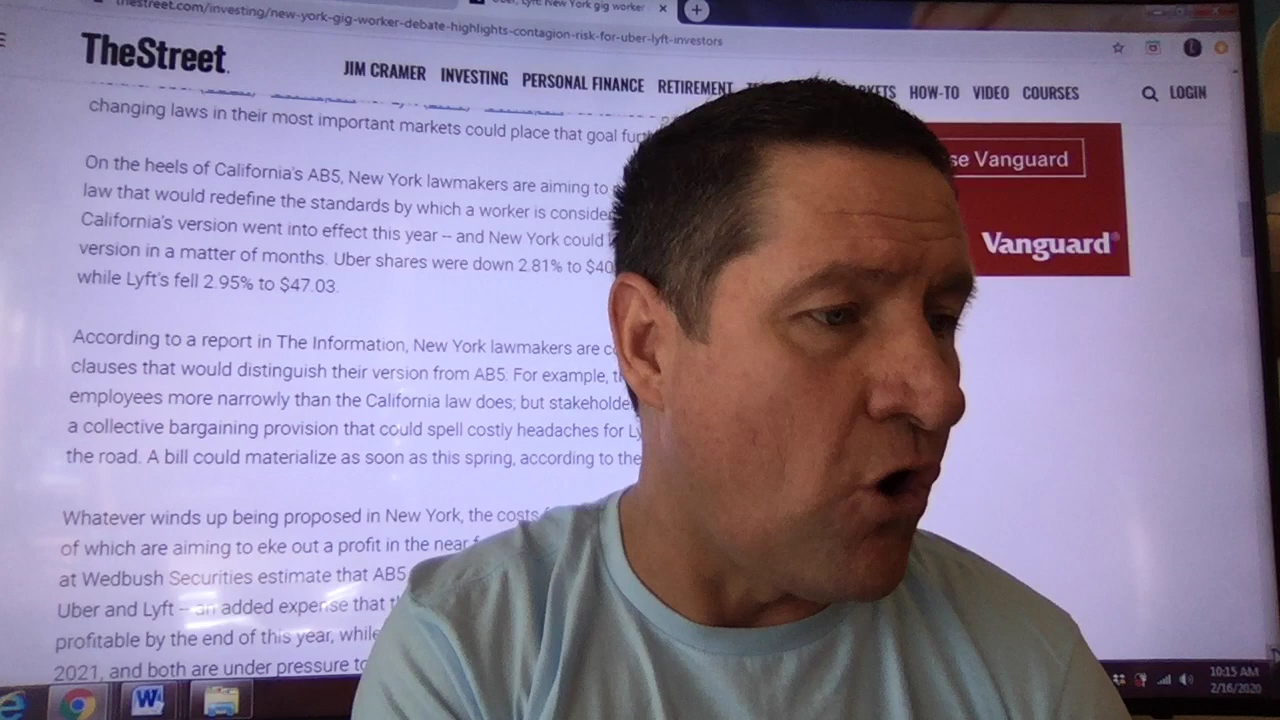 thestreet.com/investing/new-york-gig-worker-debate-highlights-contagion-risk-for-uber-lyft-investors
Uber, Lyft: New York gig worker
TheStreet.
JIM CRAMER INVESTING PERSONAL FINANCE RETIREMENT HOW-TO VIDEO COURSES LOGIN
changing laws in their most important markets could place that goal
On the heels of California's AB5, New York lawmakers are aiming to
law that would redefine the standards by which a worker is
California's version went into effect this year -- and New York could
version in a matter of months. Uber shares were down 2.81% to
while Lyft's fell 2.95% to $47.03.
Vanguard
Vanguard®
According to a report in The Information, New York lawmakers are
clauses that would distinguish their version from AB5. For example,
employees more narrowly than the California law does; but
a collective bargaining provision that could spell costly headaches for
the road. A bill could materialize as soon as this spring, according to the
Whatever winds up being proposed in New York, the costs
of which are aiming to eke out a profit in the near
at Wedbush Securities estimate that AB5
Uber and Lyft -- an added expense that
profitable by the end of this year, while
2021, and both are under pressure to
10:15 AM
2/16/2020